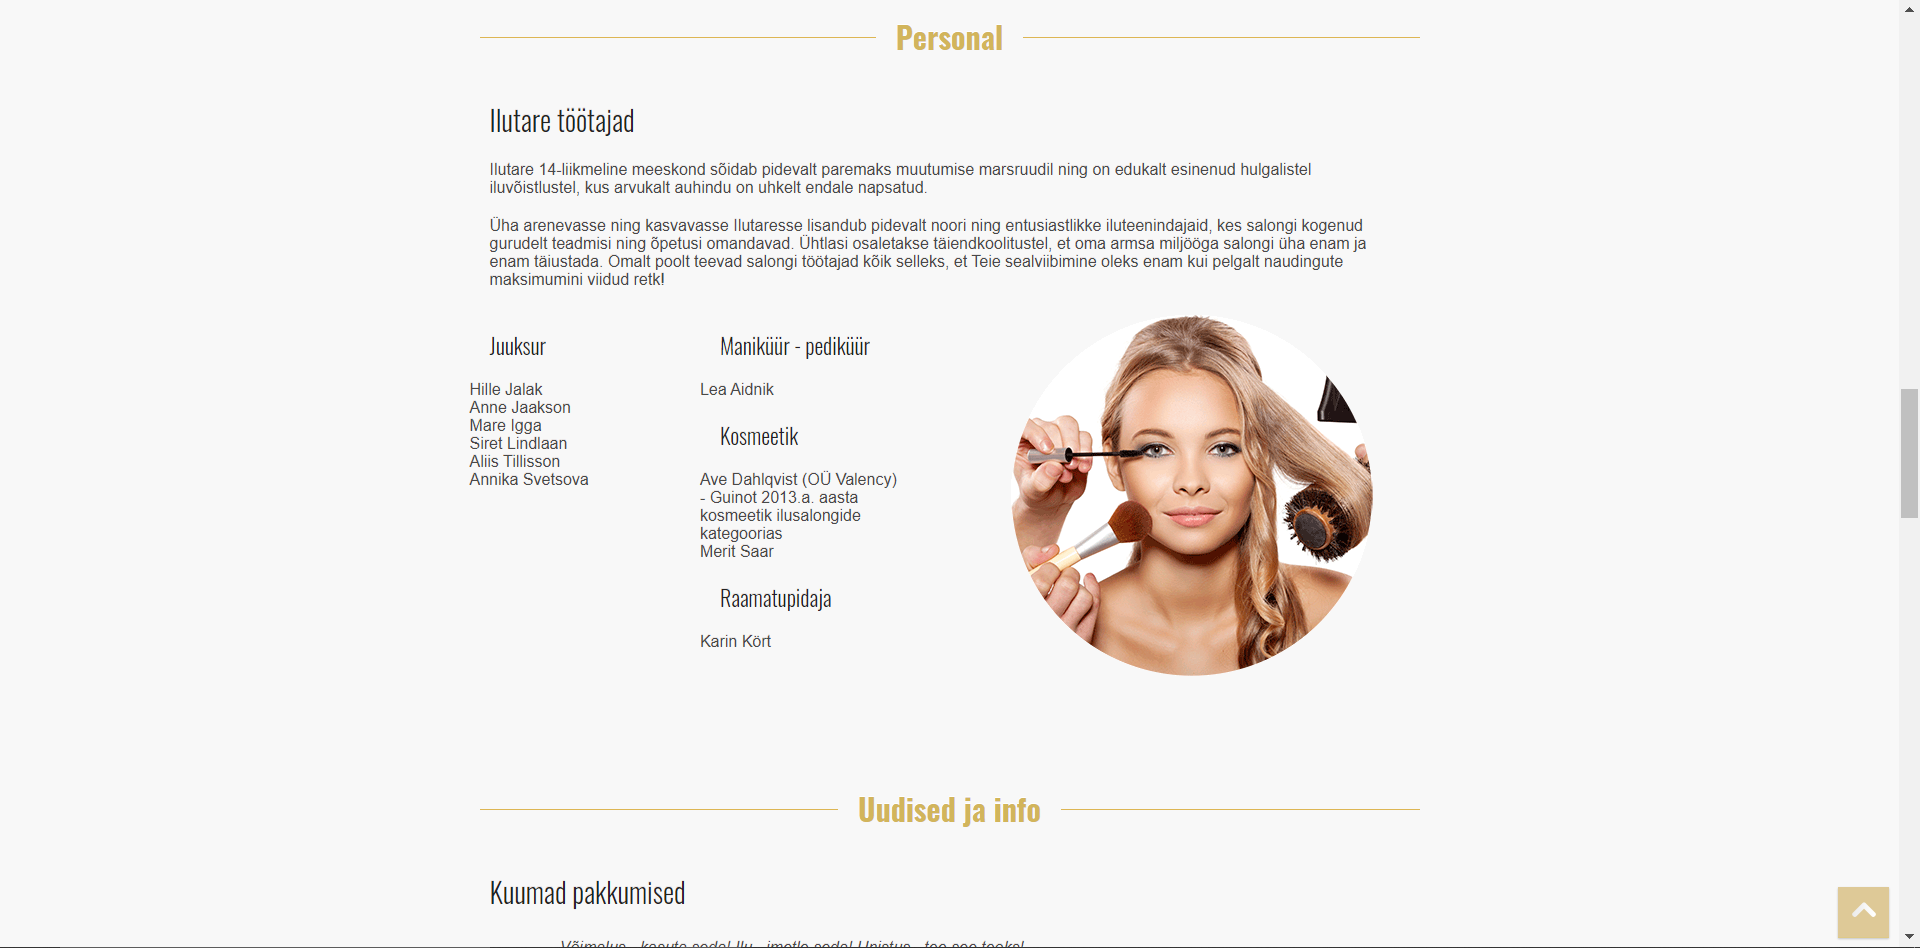 Personal
Ilutare töötajad
Ilutare 14-liikmeline meeskond sõidab pidevalt paremaks muutumise marsruudil ning on edukalt esinenud hulgalistel
iluvõistlustel, kus arvukalt auhindu on uhkelt endale napsatud.
Üha arenevasse ning kasvavasse Ilutaresse lisandub pidevalt noori ning entusiastlikke iluteenindajaid, kes salongi kogenud
gurudelt teadmisi ning õpetusi omandavad. Ühtlasi osaletakse täiendkoolitustel, et oma armsa miljööga salongi üha enam ja
enam täiustada. Omalt poolt teevad salongi töötajad kõik selleks, et Teie sealviibimine oleks enam kui pelgalt naudingute
maksimumini viidud retk!
Juuksur
Hille Jalak
Anne Jaakson
Mare Igga
Siret Lindlaan
Aliis Tillisson
Annika Svetsova
Maniküür - pediküür
Lea Aidnik
Kosmeetik
Ave Dahlqvist (OÜ Valency)
- Guinot 2013.a. aasta
kosmeetik ilusalongide
kategoorias
Merit Saar
Raamatupidaja
Karin Kört
Uudised ja info
Kuumad pakkumised